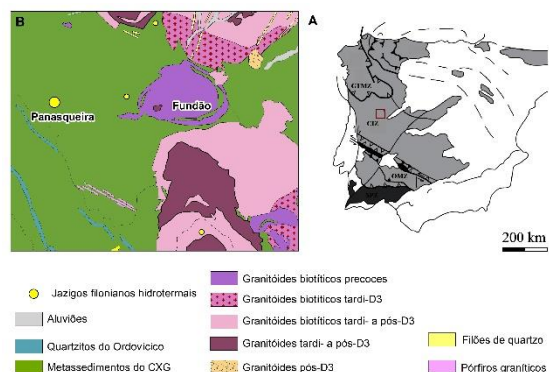 B
Panasqueira
Fundão
A
GTMZ
CIZ
OMZ
200 km
Jazigos filonianos hidrotermais
Aluviões
Quartzitos do Ordovicico
Metassedimentos do CXG
Granitóides biotíticos precoces
Granitóides biotíticos tardi-D3
Granitóides biotíticos tardi- a pós-D3
Granitóides tardi- a pós-D3
Granitóides pós-D3
Filões de quartzo
Pórfiros graníticos